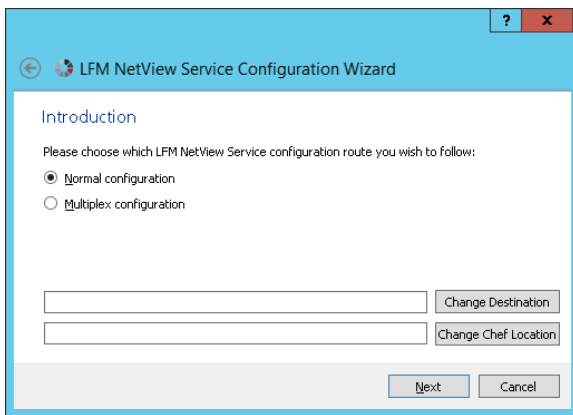 ? x
LFM NetView Service Configuration Wizard
Introduction
Please choose which LFM NetView Service configuration route you wish to follow:
Normal configuration
Multiplex configuration
Change Destination
Change Chef Location
Next Cancel